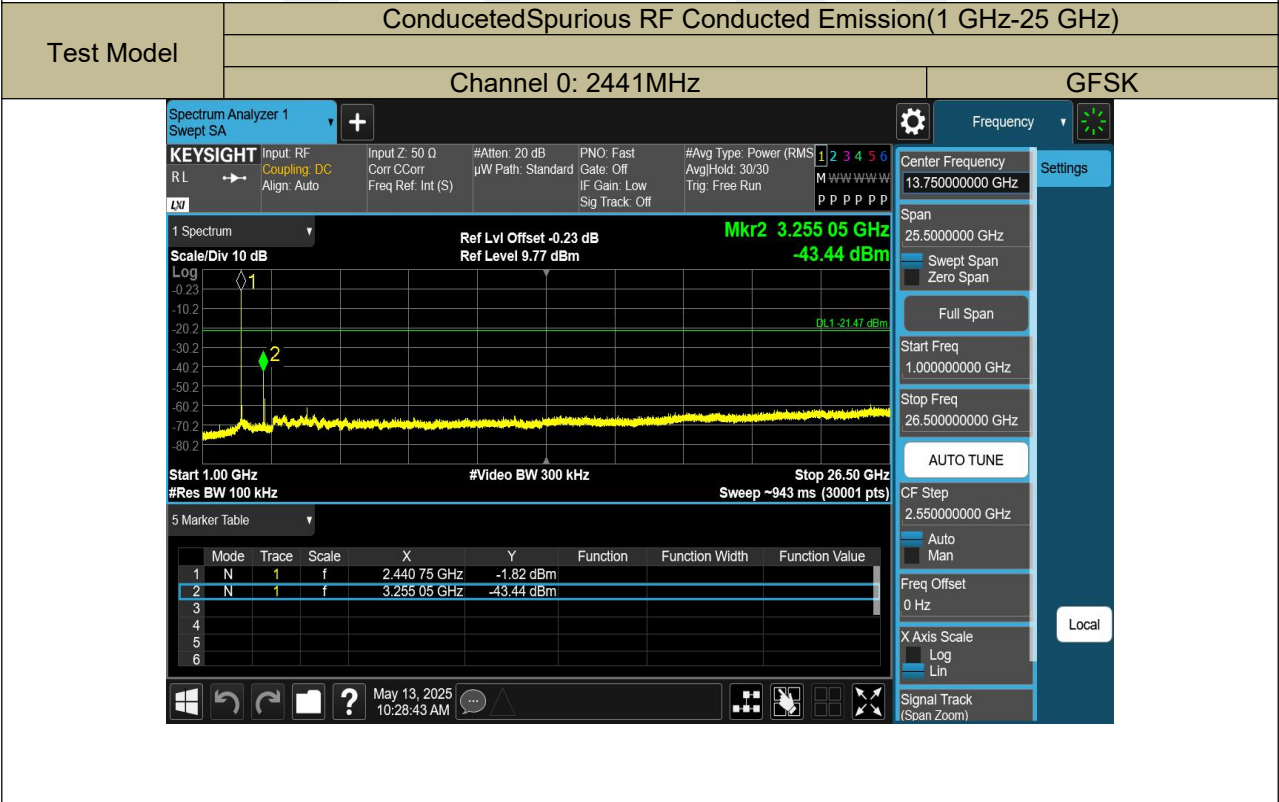 Test Model
ConducetedSpurious RF Conducted Emission(1 GHz-25 GHz)
Channel 0: 2441MHz
GFSK
Spectrum Analyzer 1
Swept SA
+
Frequency
KEYSIGHT
RL
LXI
Input: RF
Coupling: DC
Align: Auto
Input Z: 50 Ω
Corr CCorr
Freq Ref: Int (S)
#Atten: 20 dB
µW Path: Standard
PNO: Fast
Gate: Off
IF Gain: Low
Sig Track: Off
#Avg Type: Power (RMS
Avg|Hold: 30/30
Trig: Free Run
1 2 3 4 5 6
M W W W W W
P P P P P P
1 Spectrum
Scale/Div 10 dB
Ref Lvl Offset -0.23 dB
Ref Level 9.77 dBm
Mkr2 3.255 05 GHz
-43.44 dBm
Log
-0.23
-10.2
-20.2
-30.2
-40.2
-50.2
-60.2
-70.2
-80.2
1
2
DL1 -21.47 dBm
Start 1.00 GHz
#Res BW 100 kHz
#Video BW 300 kHz
Stop 26.50 GHz
Sweep ~943 ms (30001 pts)
5 Marker Table
Mode Trace Scale X Y Function Function Width Function Value
1 N 1 f 2.440 75 GHz -1.82 dBm
2 N 1 f 3.255 05 GHz -43.44 dBm
3
4
5
6
?
May 13, 2025
10:28:43 AM
Center Frequency
13.750000000 GHz
Span
25.5000000 GHz
Swept Span
Zero Span
Full Span
Start Freq
1.000000000 GHz
Stop Freq
26.500000000 GHz
AUTO TUNE
CF Step
2.550000000 GHz
Auto
Man
Freq Offset
0 Hz
X Axis Scale
Log
Lin
Signal Track
(Span Zoom)
Settings
Local